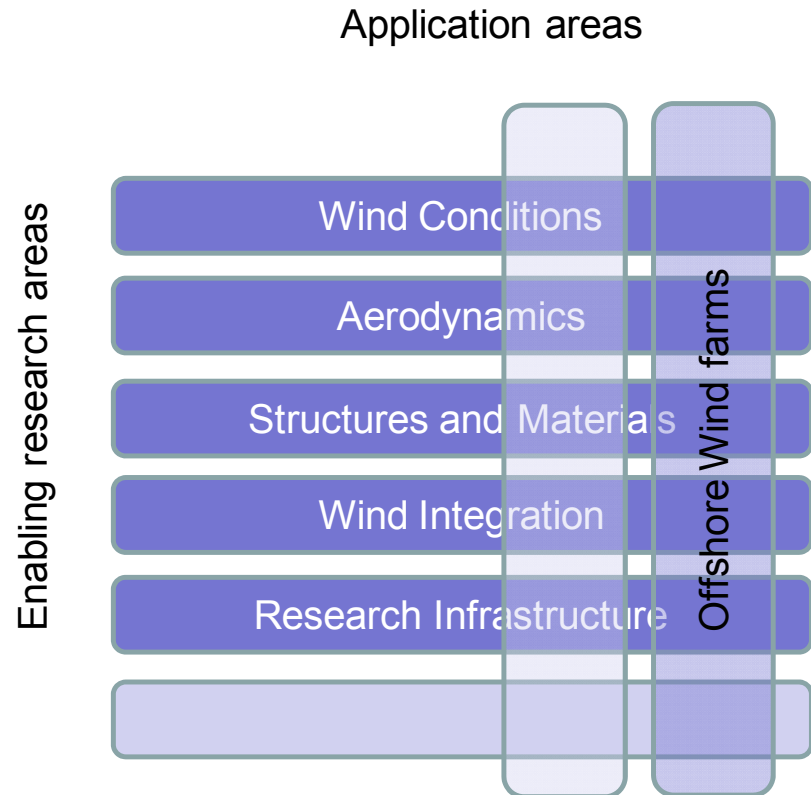 Application areas
Enabling research areas
Wind Conditions
Aerodynamics
Structures and Materials
Wind Integration
Research Infrastructure
Offshore Wind farms